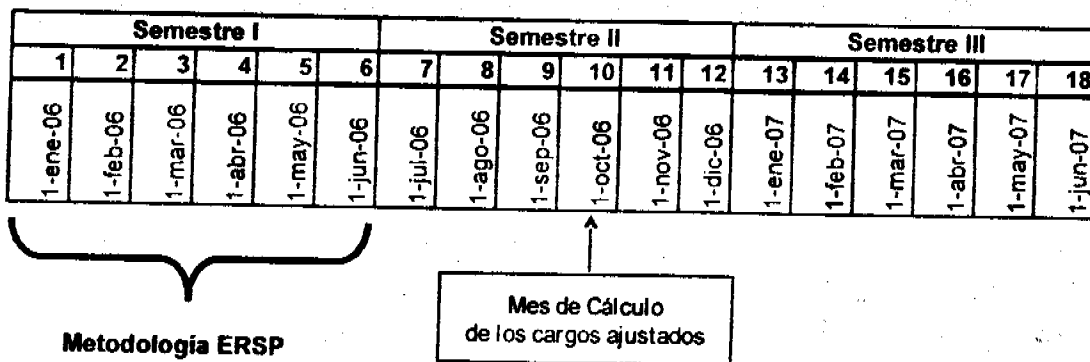 Semestre I Semestre II Semestre III
1 2 3 4 5 6 7 8 9 10 11 12 13 14 15 16 17 18
1-ene-06 1-feb-06 1-mar-06 1-abr-06 1-may-06 1-jun-06 1-jul-06 1-ago-06 1-sep-06 1-oct-06 1-nov-06 1-dic-06 1-ene-07 1-feb-07 1-mar-07 1-abr-07 1-may-07 1-jun-07
Mes de Cálculo
de los cargos ajustados
Metodología ERSP